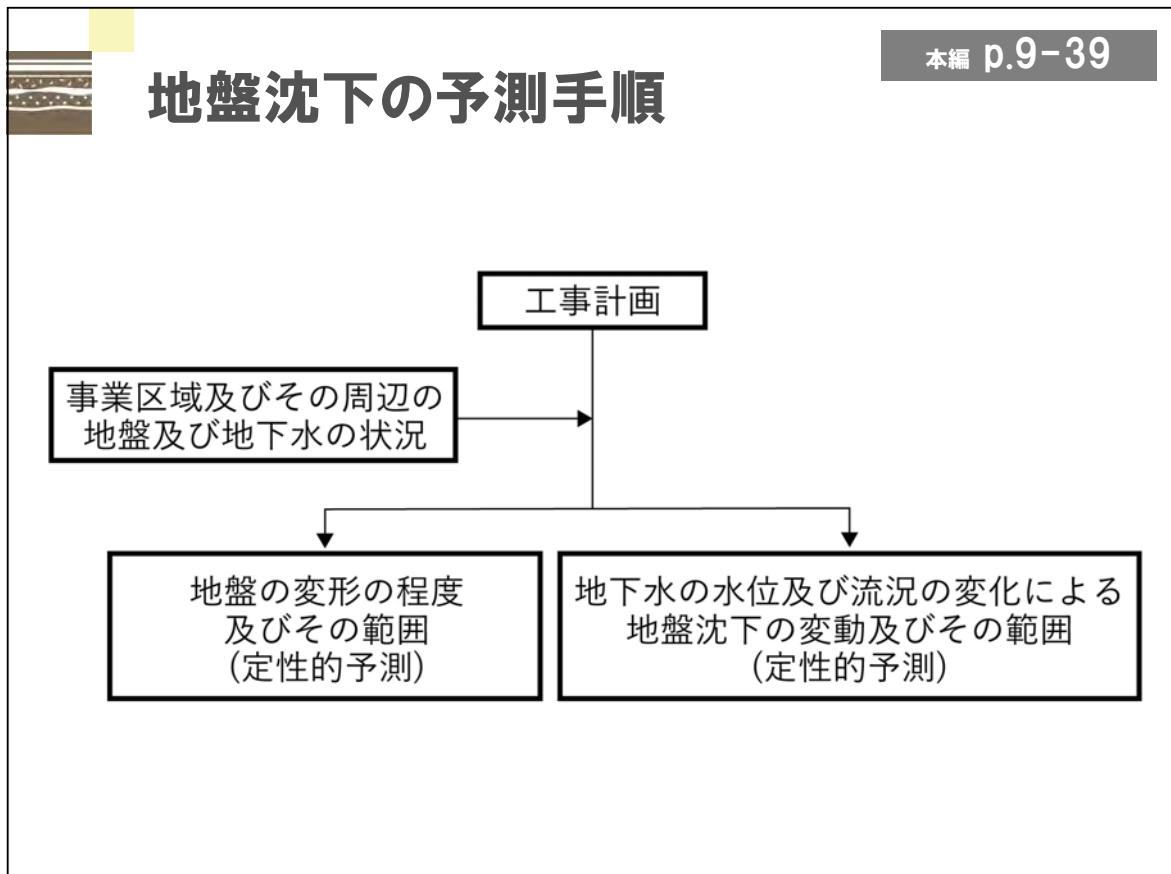 本編 p.9-39
地盤沈下の予測手順
工事計画
事業区域及びその周辺の
地盤及び地下水の状況
地盤の変形の程度
及びその範囲
(定性的予測)
地下水の水位及び流況の変化による
地盤沈下の変動及びその範囲
(定性的予測)